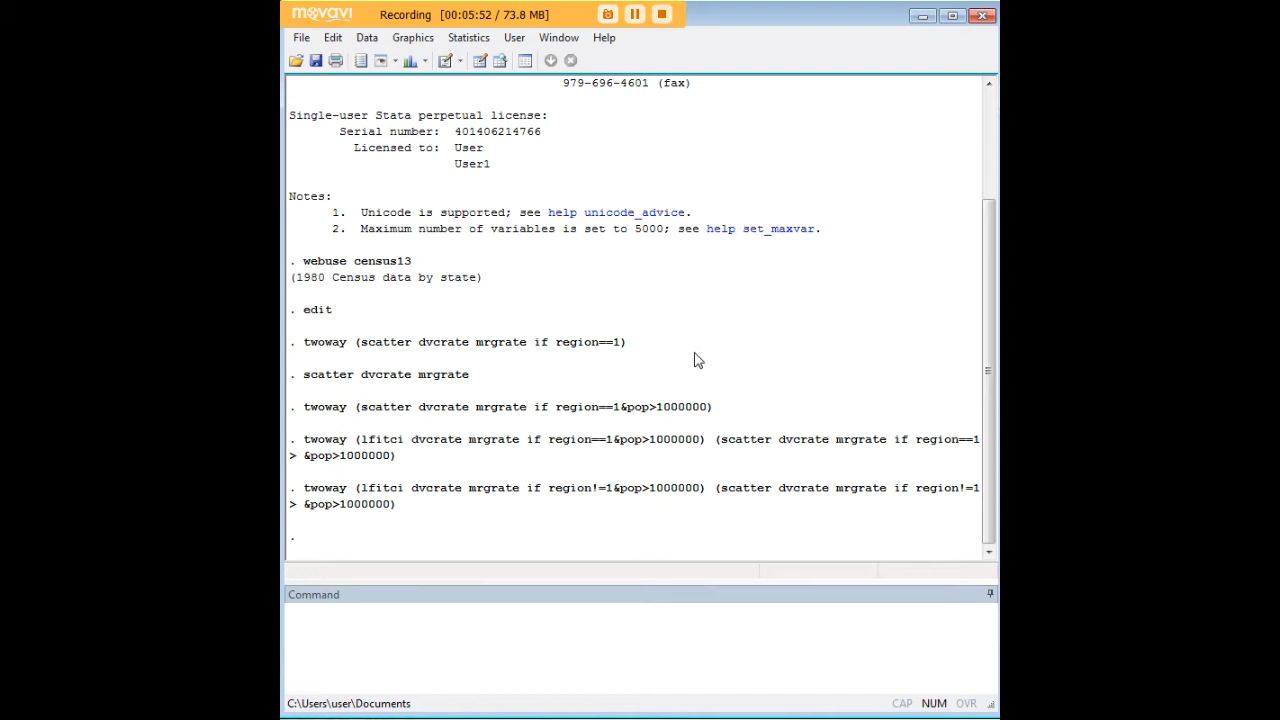 movavi Recording [00:05:52 / 73.8 MB]
File Edit Data Graphics Statistics User Window Help
979-696-4601 (fax)
Single-user Stata perpetual license:
Serial number: 401406214766
Licensed to: User
User1
Notes:
1. Unicode is supported; see help unicode_advice.
2. Maximum number of variables is set to 5000; see help set_maxvar.
. webuse census13
(1980 Census data by state)
. edit
. twoway (scatter dvcrate mrgrate if region==1)
. scatter dvcrate mrgrate
. twoway (scatter dvcrate mrgrate if region==1&pop>1000000)
. twoway (lfitci dvcrate mrgrate if region==1&pop>1000000) (scatter dvcrate mrgrate if region==1
> &pop>1000000)
. twoway (lfitci dvcrate mrgrate if region!=1&pop>1000000) (scatter dvcrate mrgrate if region!=1
> &pop>1000000)
.
Command
C:\Users\user\Documents CAP NUM OVR